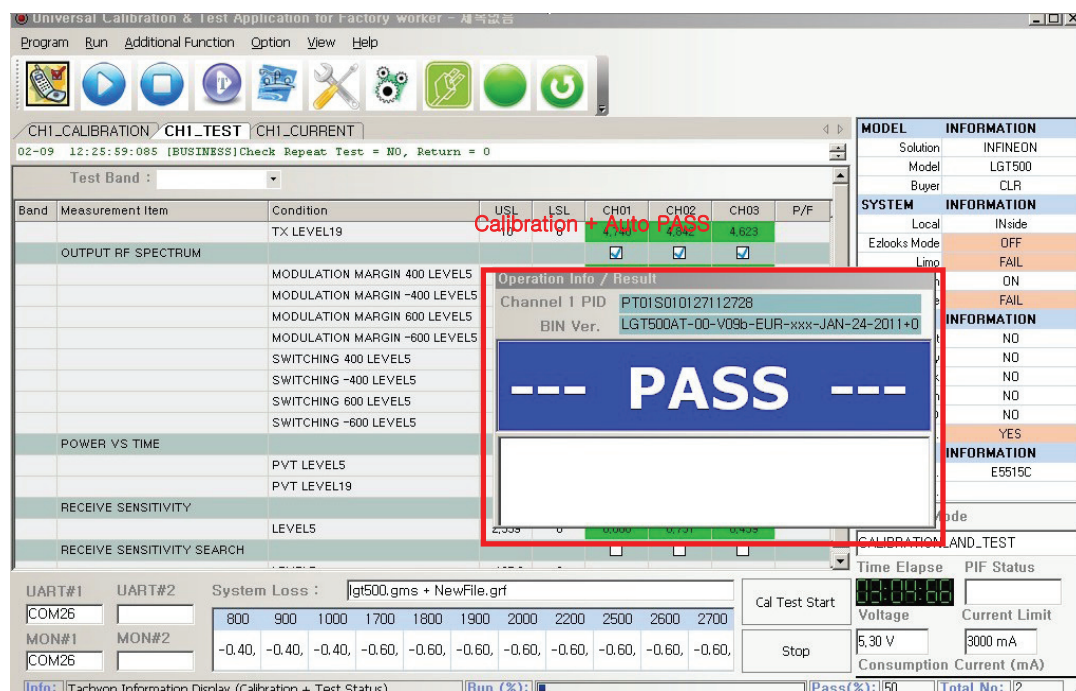 Universal Calibration & Test Application for Factory worker - 제목없음
Program Run Additional Function Option View Help
CH1_CALIBRATION CH1_TEST CH1_CURRENT
02-09 12:25:59:085 [BUSINESS]Check Repeat Test = NO, Return = 0
Test Band :
Band Measurement Item Condition USL LSL CH01 CH02 CH03 P/F
TX LEVEL19 4,623
Calibration + Auto PASS
OUTPUT RF SPECTRUM
MODULATION MARGIN 400 LEVEL5
MODULATION MARGIN -400 LEVEL5
MODULATION MARGIN 600 LEVEL5
MODULATION MARGIN -600 LEVEL5
SWITCHING 400 LEVEL5
SWITCHING -400 LEVEL5
SWITCHING 600 LEVEL5
SWITCHING -600 LEVEL5
POWER VS TIME
PVT LEVEL5
PVT LEVEL19
RECEIVE SENSITIVITY
LEVEL5
RECEIVE SENSITIVITY SEARCH
Operation Info / Result
Channel 1 PID PT01S010127112728
BIN Ver. LGT500AT-00-V09b-EUR-xxx-JAN-24-2011+0
--- PASS ---
MODEL INFORMATION
Solution INFINEON
Model LGT500
Buyer CLR
SYSTEM INFORMATION
Local INside
Ezlooks Mode OFF
Limo FAIL
ON
FAIL
INFORMATION
NO
NO
NO
NO
NO
YES
INFORMATION
E5515C
CALIBRATIONLAND_TEST
Time Elapse PIF Status
Voltage Current Limit
5,30 V 3000 mA
Consumption Current (mA)
UART#1 UART#2 System Loss : lgt500.gms + NewFile.grf
COM26
MON#1 MON#2
COM26
800 900 1000 1700 1800 1900 2000 2200 2500 2600 2700
-0.40, -0.40, -0.40, -0.60, -0.60, -0.60, -0.60, -0.60, -0.60, -0.60, -0.60,
Cal Test Start
Stop
Info: Tachyon Information Display (Calibration + Test Status) Run (%): Pass(%): 50 Total No: 2